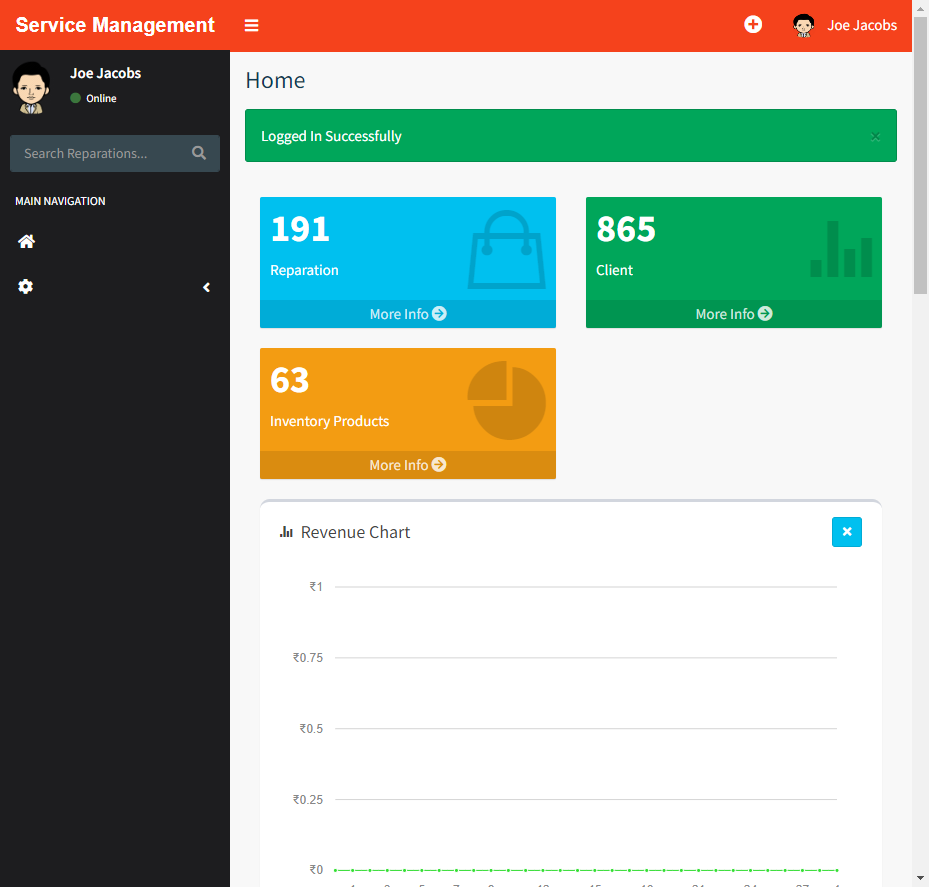 Service Management
Joe Jacobs
Joe Jacobs
Online
Search Reparations...
MAIN NAVIGATION
Home
Logged In Successfully
×
191
Reparation
More Info
865
Client
More Info
63
Inventory Products
More Info
Revenue Chart
₹1
₹0.75
₹0.5
₹0.25
₹0